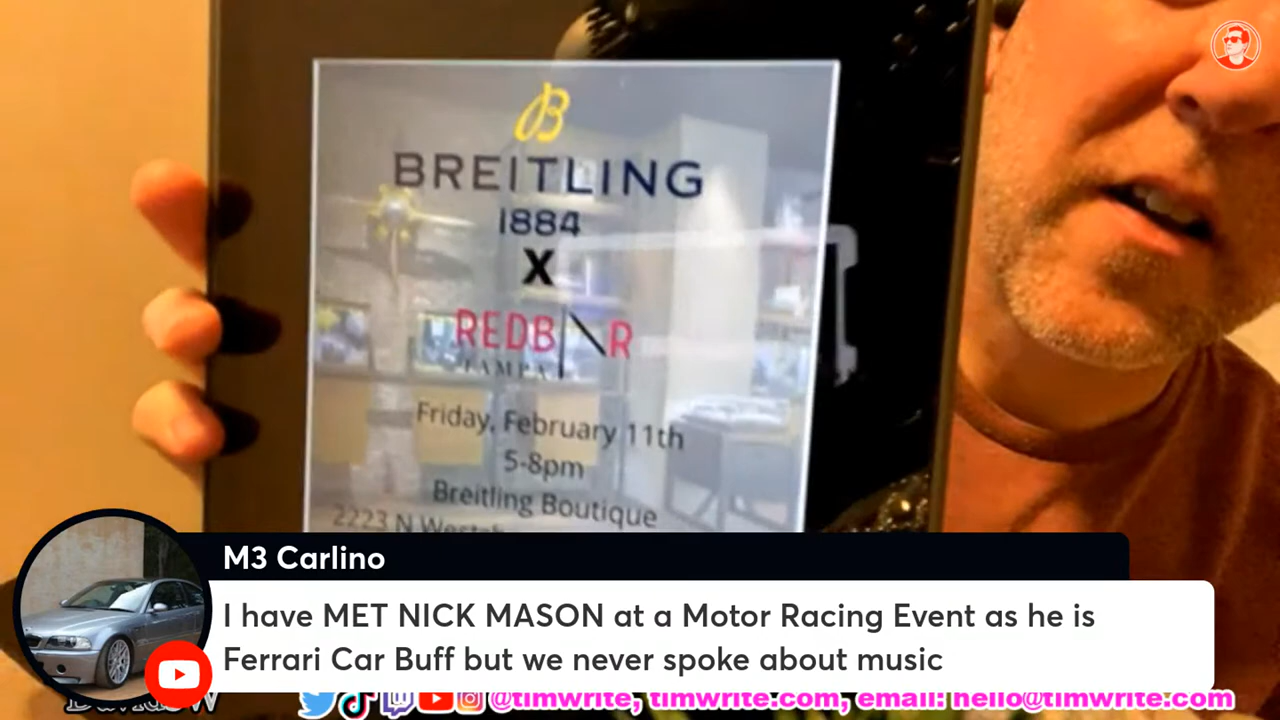 BREITLING
1884
X
REDBAR
TAMPA
Friday, February 11th
5-8pm
Breitling Boutique
2223 N
M3 Carlino
I have MET NICK MASON at a Motor Racing Event as he is
Ferrari Car Buff but we never spoke about music
@timwrite, timwrite.com, email: hello@timwrite.com